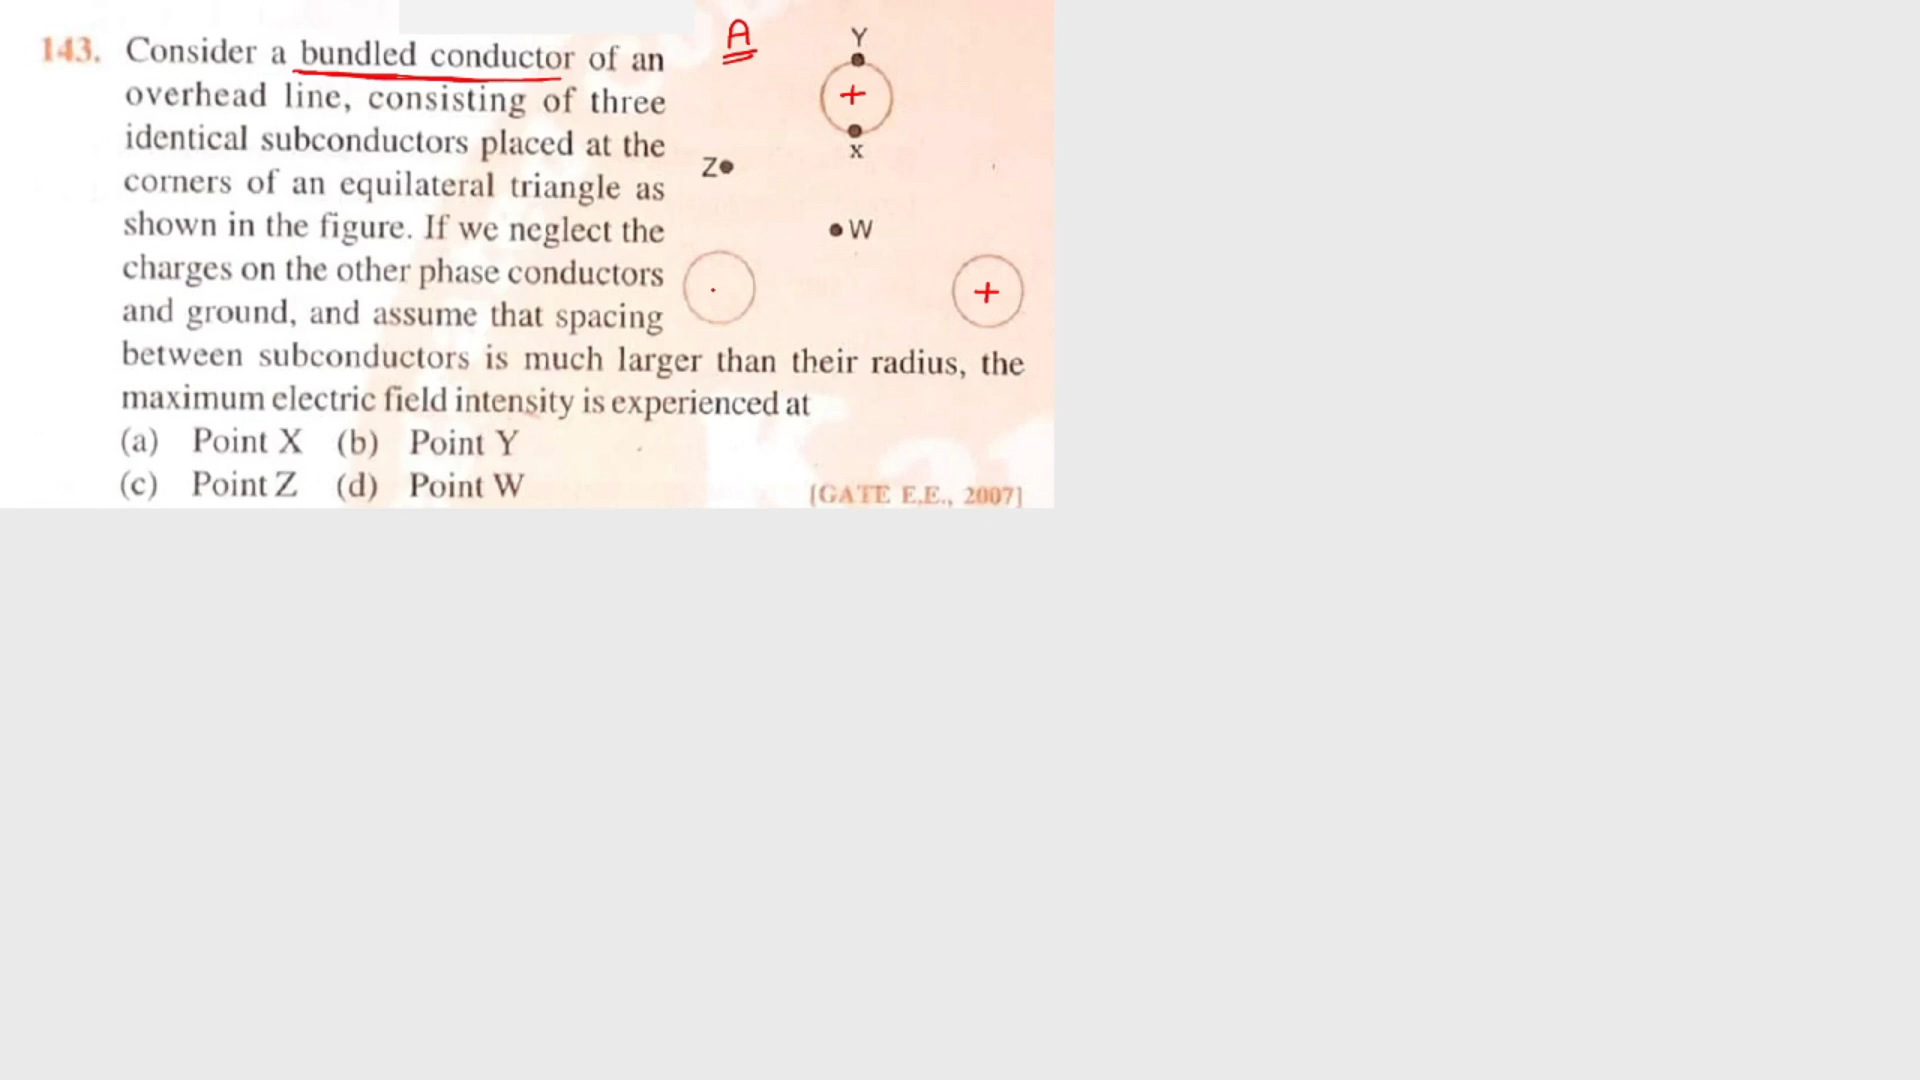 143. Consider a bundled conductor of an
overhead line, consisting of three
identical subconductors placed at the
corners of an equilateral triangle as
shown in the figure. If we neglect the
charges on the other phase conductors
and ground, and assume that spacing
between subconductors is much larger than their radius, the
maximum electric field intensity is experienced at
(a) Point X (b) Point Y
(c) Point Z (d) Point W
[GATE E.E., 2007]
A
Y
+
X
Z
W
+